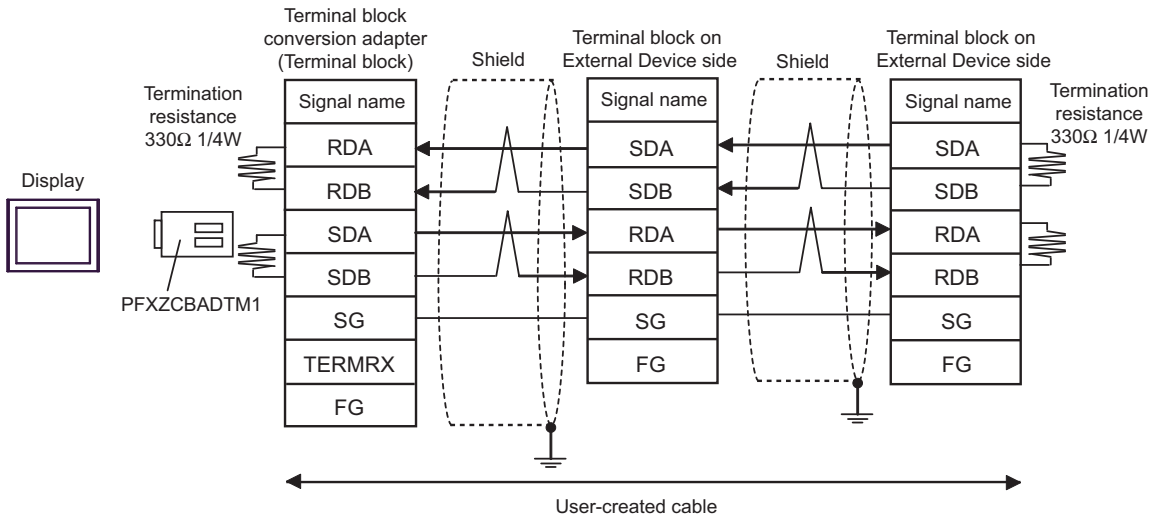 Terminal block
conversion adapter
(Terminal block)
Shield
Terminal block on
External Device side
Shield
Terminal block on
External Device side
Termination
resistance
330Ω 1/4W
Signal name
RDA
RDB
SDA
SDB
SG
TERMRX
FG
Signal name
SDA
SDB
RDA
RDB
SG
FG
Signal name
SDA
SDB
RDA
RDB
SG
FG
Termination
resistance
330Ω 1/4W
Display
PFXZCBADTM1
User-created cable